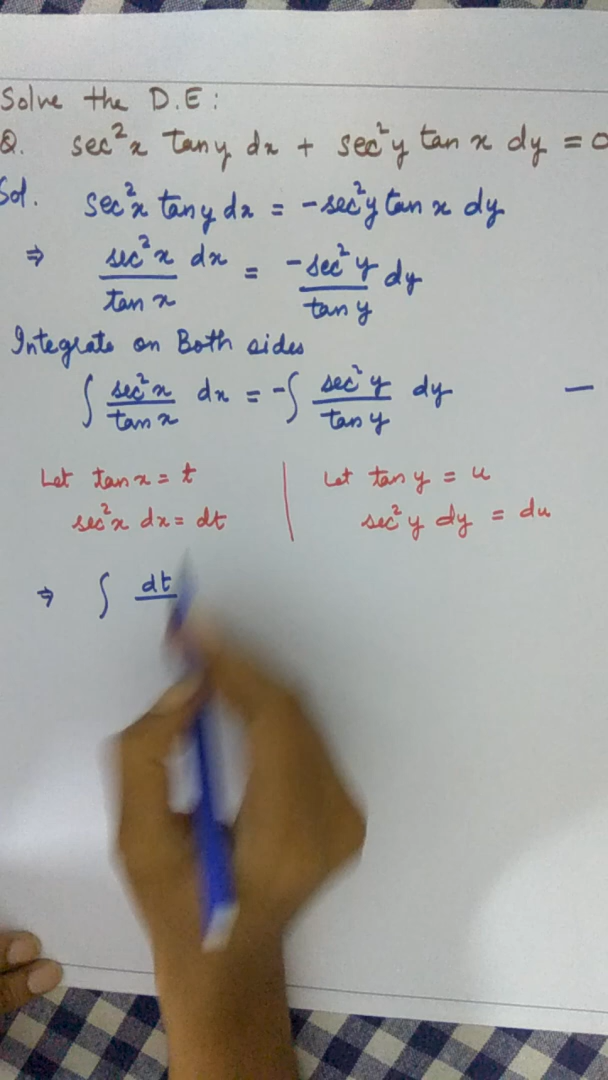 Solve the D.E:
Q. sec²x tany dx + sec²y tan x dy = 0
Sol. sec²x tany dx = -sec²y tan x dy
⇒ sec²x/tan x dx = -sec²y/tan y dy
Integrate on Both sides
∫ sec²x/tan x dx = -∫ sec²y/tan y dy —
Let tan x = t | Let tan y = u
sec²x dx = dt | sec²y dy = du
⇒ ∫ dt